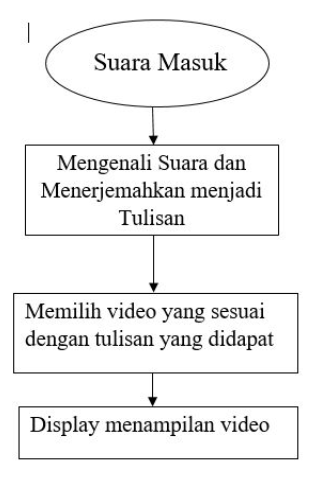 Suara Masuk
Mengenali Suara dan
Menerjemahkan menjadi
Tulisan
Memilih video yang sesuai
dengan tulisan yang didapat
Display menampilan video